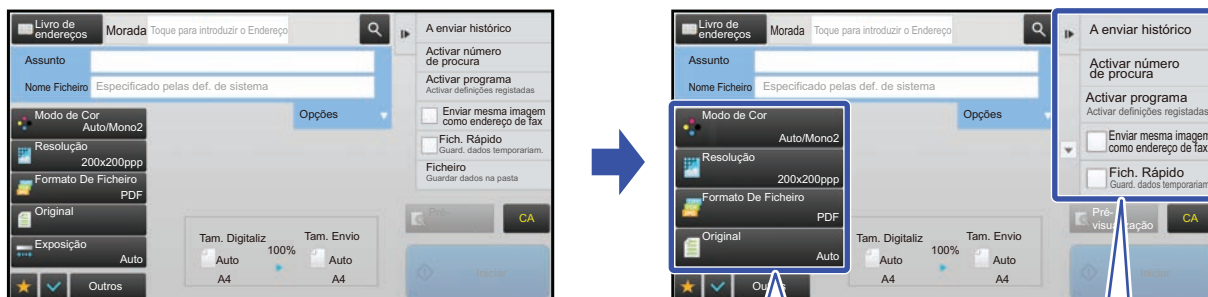 Livro de
endereços
Morada Toque para introduzir o Endereço
Assunto
Nome Ficheiro Especificado pelas def. de sistema
Opções
Modo de Cor
Auto/Mono2
Resolução
200x200ppp
Formato De Ficheiro
PDF
Original
Exposição
Auto
Outros
Tam. Digitaliz
Auto
A4
100%
Tam. Envio
Auto
A4
A enviar histórico
Activar número
de procura
Activar programa
Activar definições registadas
Enviar mesma imagem
como endereço de fax
Fich. Rápido
Guard. dados temporariam.
Ficheiro
Guardar dados na pasta
Pré-
CA
Iniciar
Livro de
endereços
Morada Toque para introduzir o Endereço
Assunto
Nome Ficheiro Especificado pelas def. de sistema
Opções
Modo de Cor
Auto/Mono2
Resolução
200x200ppp
Formato De Ficheiro
PDF
Original
Auto
Tam. Digitaliz
Auto
A4
100%
Tam. Envio
Auto
A4
A enviar histórico
Activar número
de procura
Activar programa
Activar definições registadas
Enviar mesma imagem
como endereço de fax
Fich. Rápido
Guard. dados temporariam
Pré-
visualização
CA
Iniciar